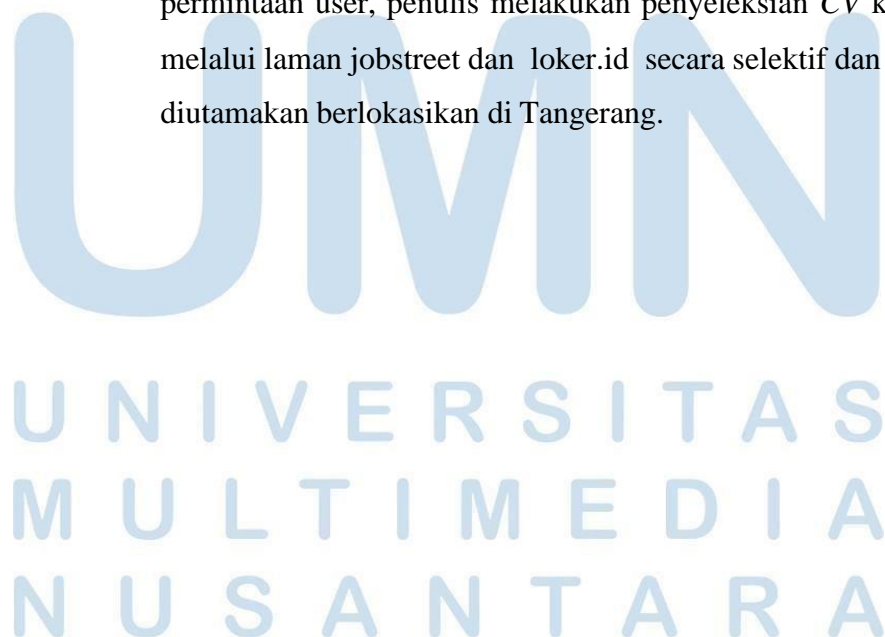 permintaan user, penulis melakukan penyeleksian CV k
melalui laman jobstreet dan loker.id secara selektif dan
diutamakan berlokasikan di Tangerang.
UMN
UNIVERSITAS
MULTIMEDIA
NUSANTARA